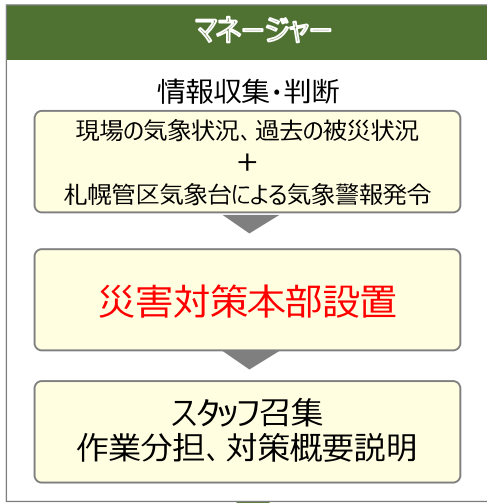 マネージャー
情報収集・判断
現場の気象状況、過去の被災状況
+
札幌管区気象台による気象警報発令
災害対策本部設置
スタッフ召集
作業分担、対策概要説明